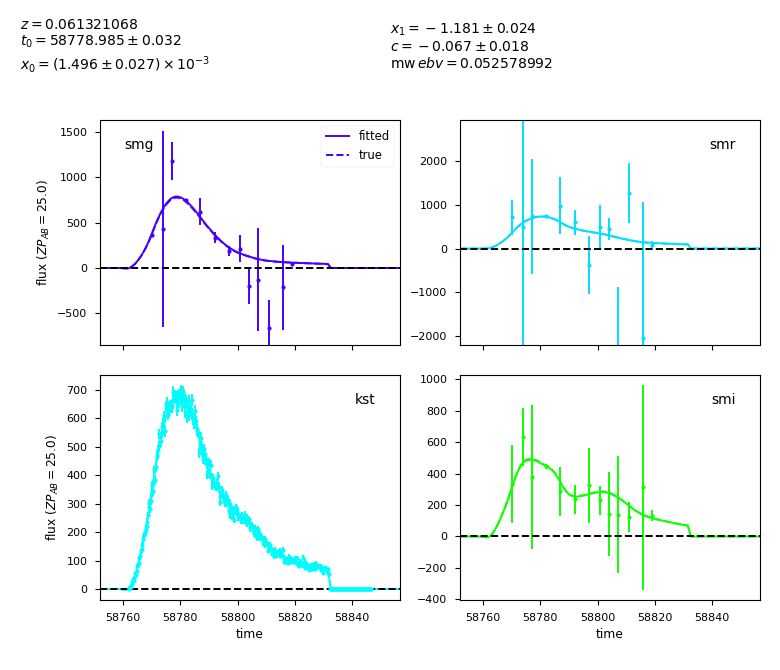 z = 0.061321068
t₀ = 58778.985 ± 0.032
x₀ = (1.496 ± 0.027) × 10⁻³
x₁ = −1.181 ± 0.024
c = −0.067 ± 0.018
mw ebv = 0.052578992
smg
fitted
true
1500
1000
500
0
−500
flux (ZP_AB = 25.0)
smr
2000
1000
0
−1000
−2000
kst
700
600
500
400
300
200
100
0
flux (ZP_AB = 25.0)
58760 58780 58800 58820 58840
time
smi
1000
800
600
400
200
0
−200
−400
58760 58780 58800 58820 58840
time